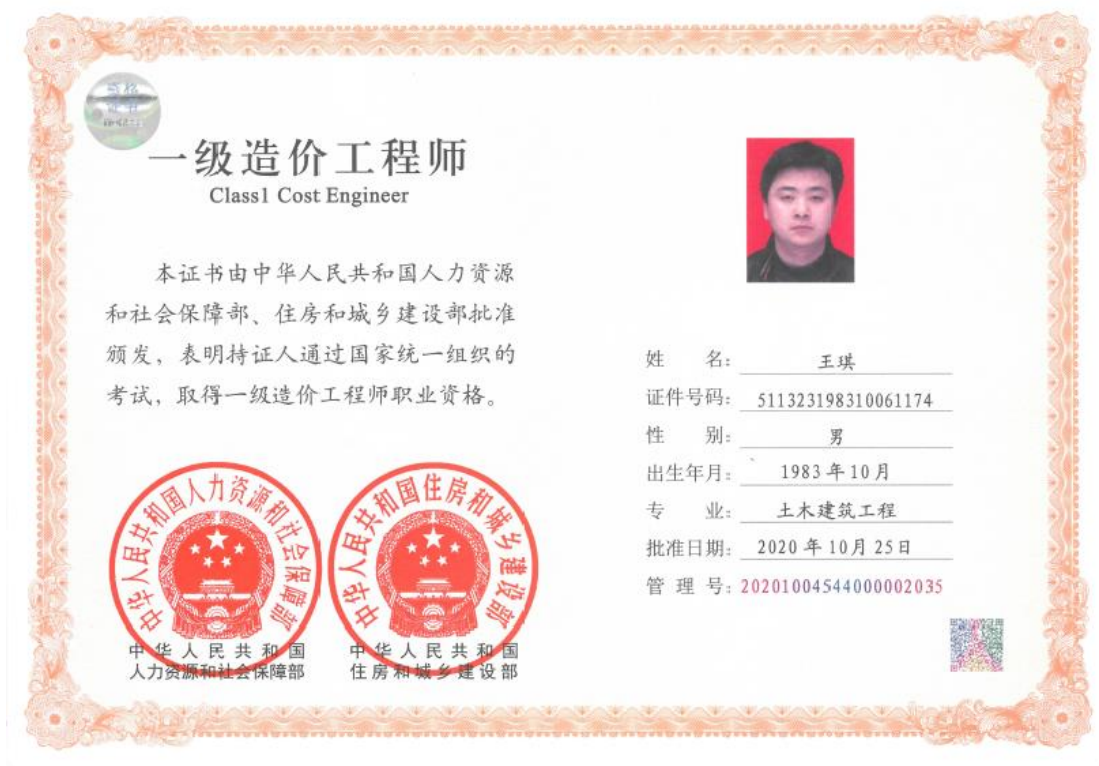 一级造价工程师
Class1 Cost Engineer
本证书由中华人民共和国人力资源
和社会保障部、住房和城乡建设部批准
颁发，表明持证人通过国家统一组织的
考试，取得一级造价工程师职业资格。
中华人民共和国人力资源和社会保障部
中华人民共和国住房和城乡建设部
中华人民共和国
人力资源和社会保障部
中华人民共和国
住房和城乡建设部
姓 名： 王琪
证件号码： 511323198310061174
性 别： 男
出生年月： 1983年10月
专 业： 土木建筑工程
批准日期： 2020年10月25日
管 理 号：20201004544000002035